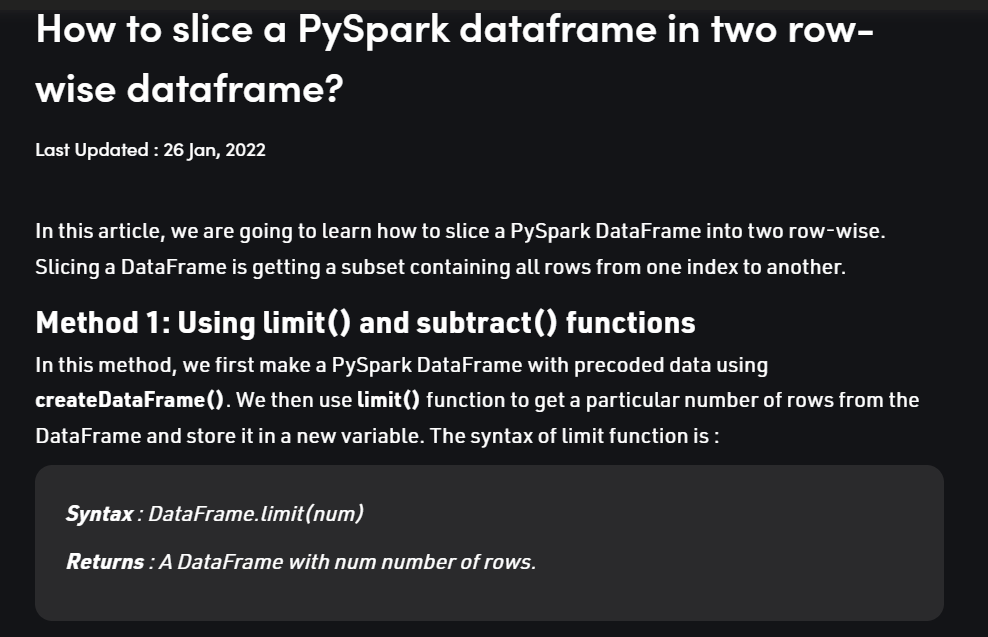 How to slice a PySpark dataframe in two row-
wise dataframe?
Last Updated : 26 Jan, 2022
In this article, we are going to learn how to slice a PySpark DataFrame into two row-wise.
Slicing a DataFrame is getting a subset containing all rows from one index to another.
Method 1: Using limit() and subtract() functions
In this method, we first make a PySpark DataFrame with precoded data using
createDataFrame(). We then use limit() function to get a particular number of rows from the
DataFrame and store it in a new variable. The syntax of limit function is :
Syntax : DataFrame.limit(num)
Returns : A DataFrame with num number of rows.